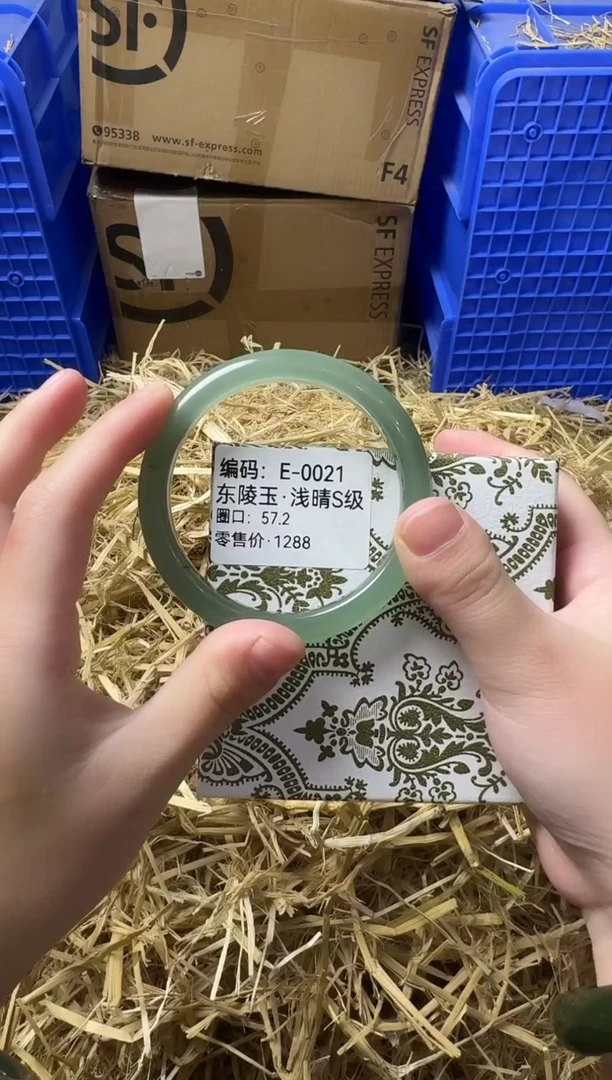 SF
SF EXPRESS
95338 www.sf-express.com
F4
SF
SF EXPRESS
编码：E-0021
东陵玉·浅晴S级
圈口：57.2
零售价·1288